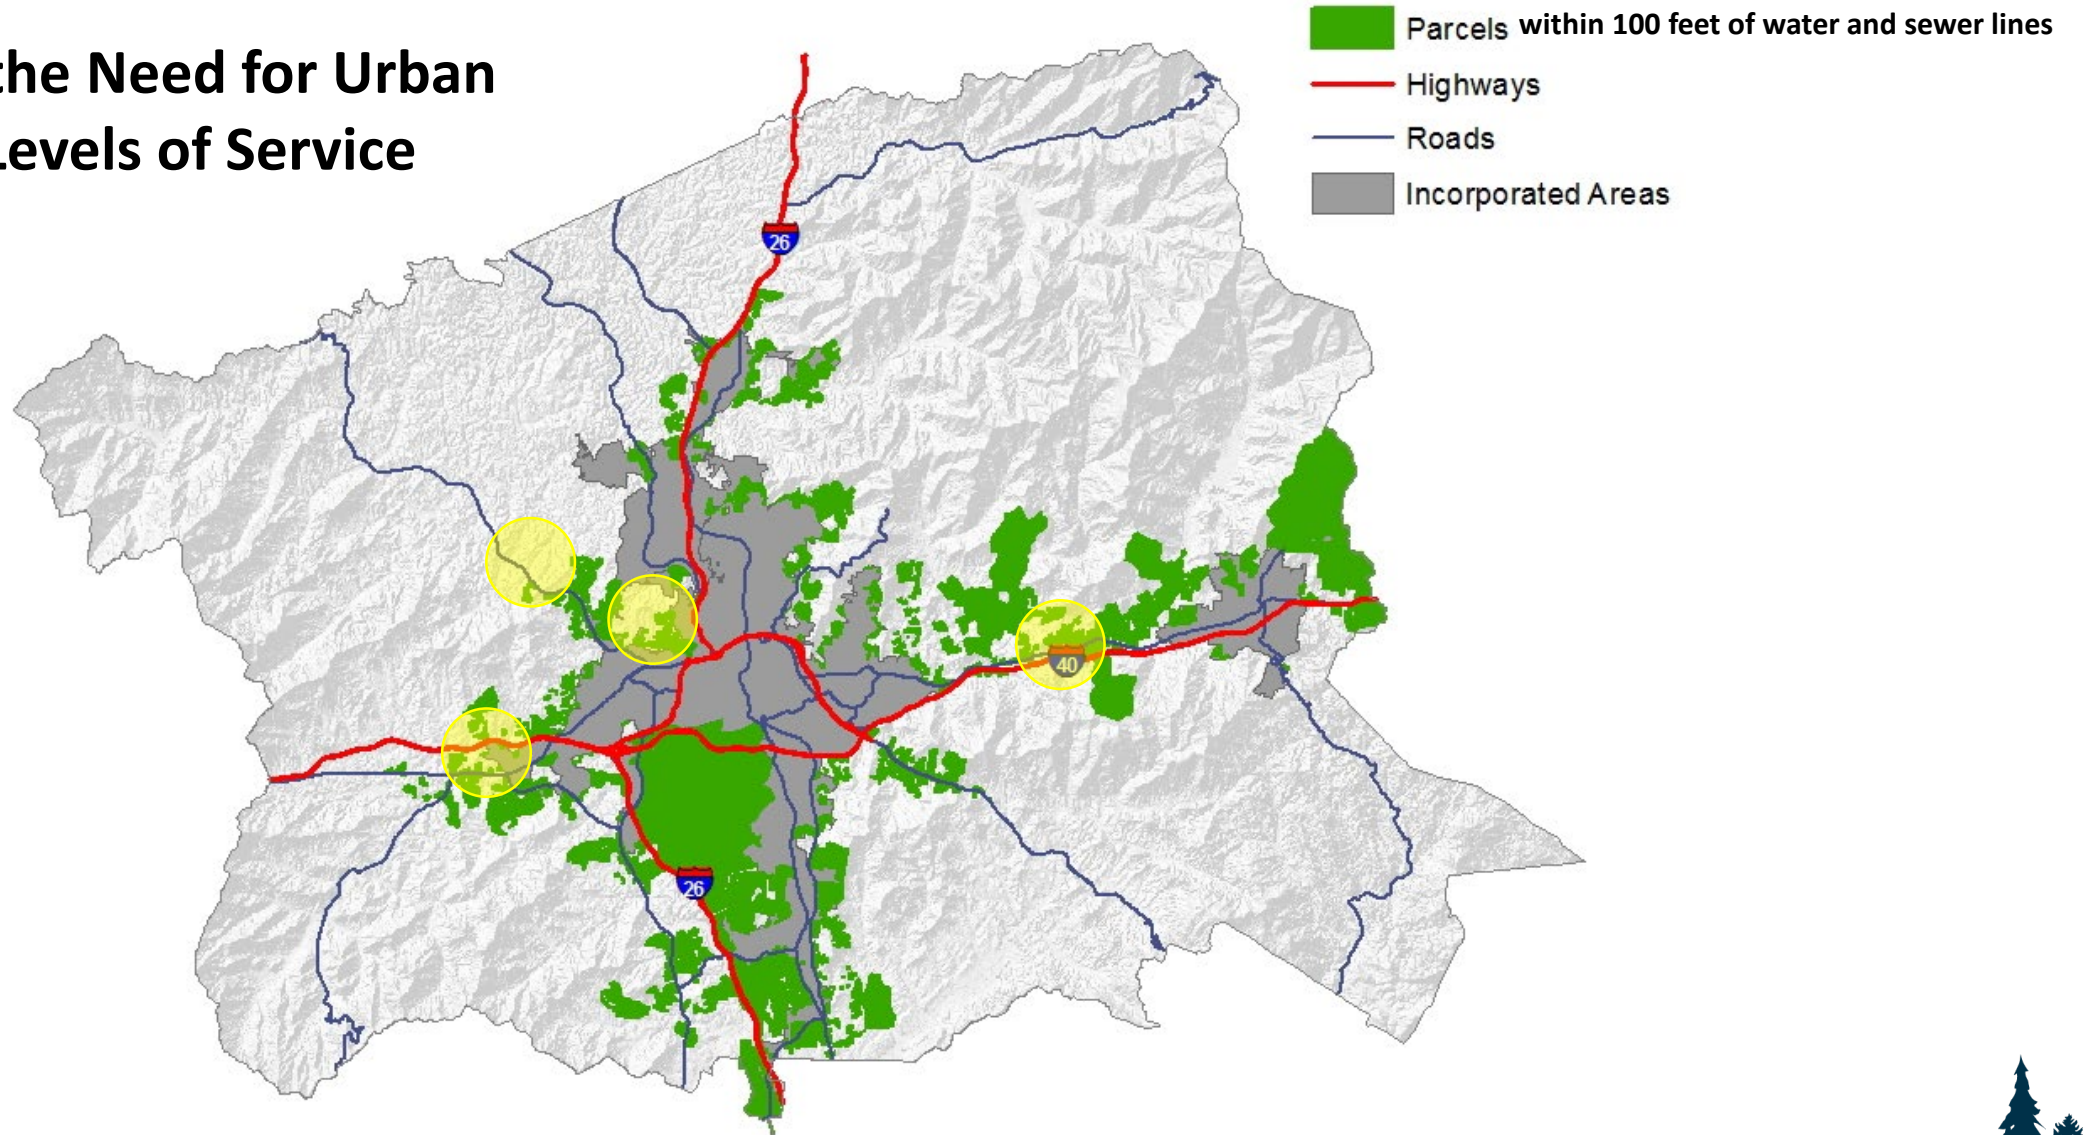 the Need for Urban
Levels of Service
Parcels within 100 feet of water and sewer lines
Highways
Roads
Incorporated Areas
26
40
26